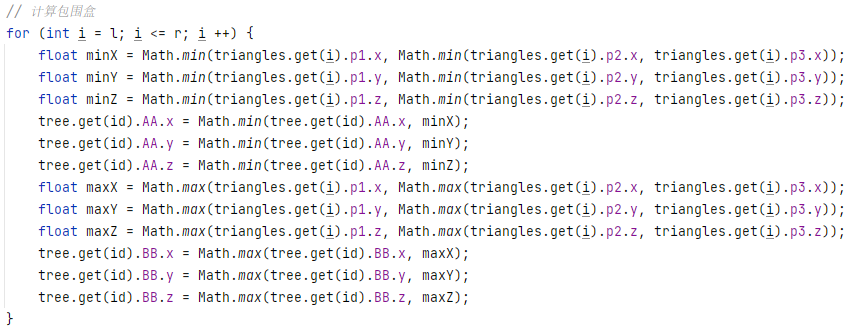 // 计算包围盒
for (int i = l; i <= r; i ++) {
    float minX = Math.min(triangles.get(i).p1.x, Math.min(triangles.get(i).p2.x, triangles.get(i).p3.x));
    float minY = Math.min(triangles.get(i).p1.y, Math.min(triangles.get(i).p2.y, triangles.get(i).p3.y));
    float minZ = Math.min(triangles.get(i).p1.z, Math.min(triangles.get(i).p2.z, triangles.get(i).p3.z));
    tree.get(id).AA.x = Math.min(tree.get(id).AA.x, minX);
    tree.get(id).AA.y = Math.min(tree.get(id).AA.y, minY);
    tree.get(id).AA.z = Math.min(tree.get(id).AA.z, minZ);
    float maxX = Math.max(triangles.get(i).p1.x, Math.max(triangles.get(i).p2.x, triangles.get(i).p3.x));
    float maxY = Math.max(triangles.get(i).p1.y, Math.max(triangles.get(i).p2.y, triangles.get(i).p3.y));
    float maxZ = Math.max(triangles.get(i).p1.z, Math.max(triangles.get(i).p2.z, triangles.get(i).p3.z));
    tree.get(id).BB.x = Math.max(tree.get(id).BB.x, maxX);
    tree.get(id).BB.y = Math.max(tree.get(id).BB.y, maxY);
    tree.get(id).BB.z = Math.max(tree.get(id).BB.z, maxZ);
}